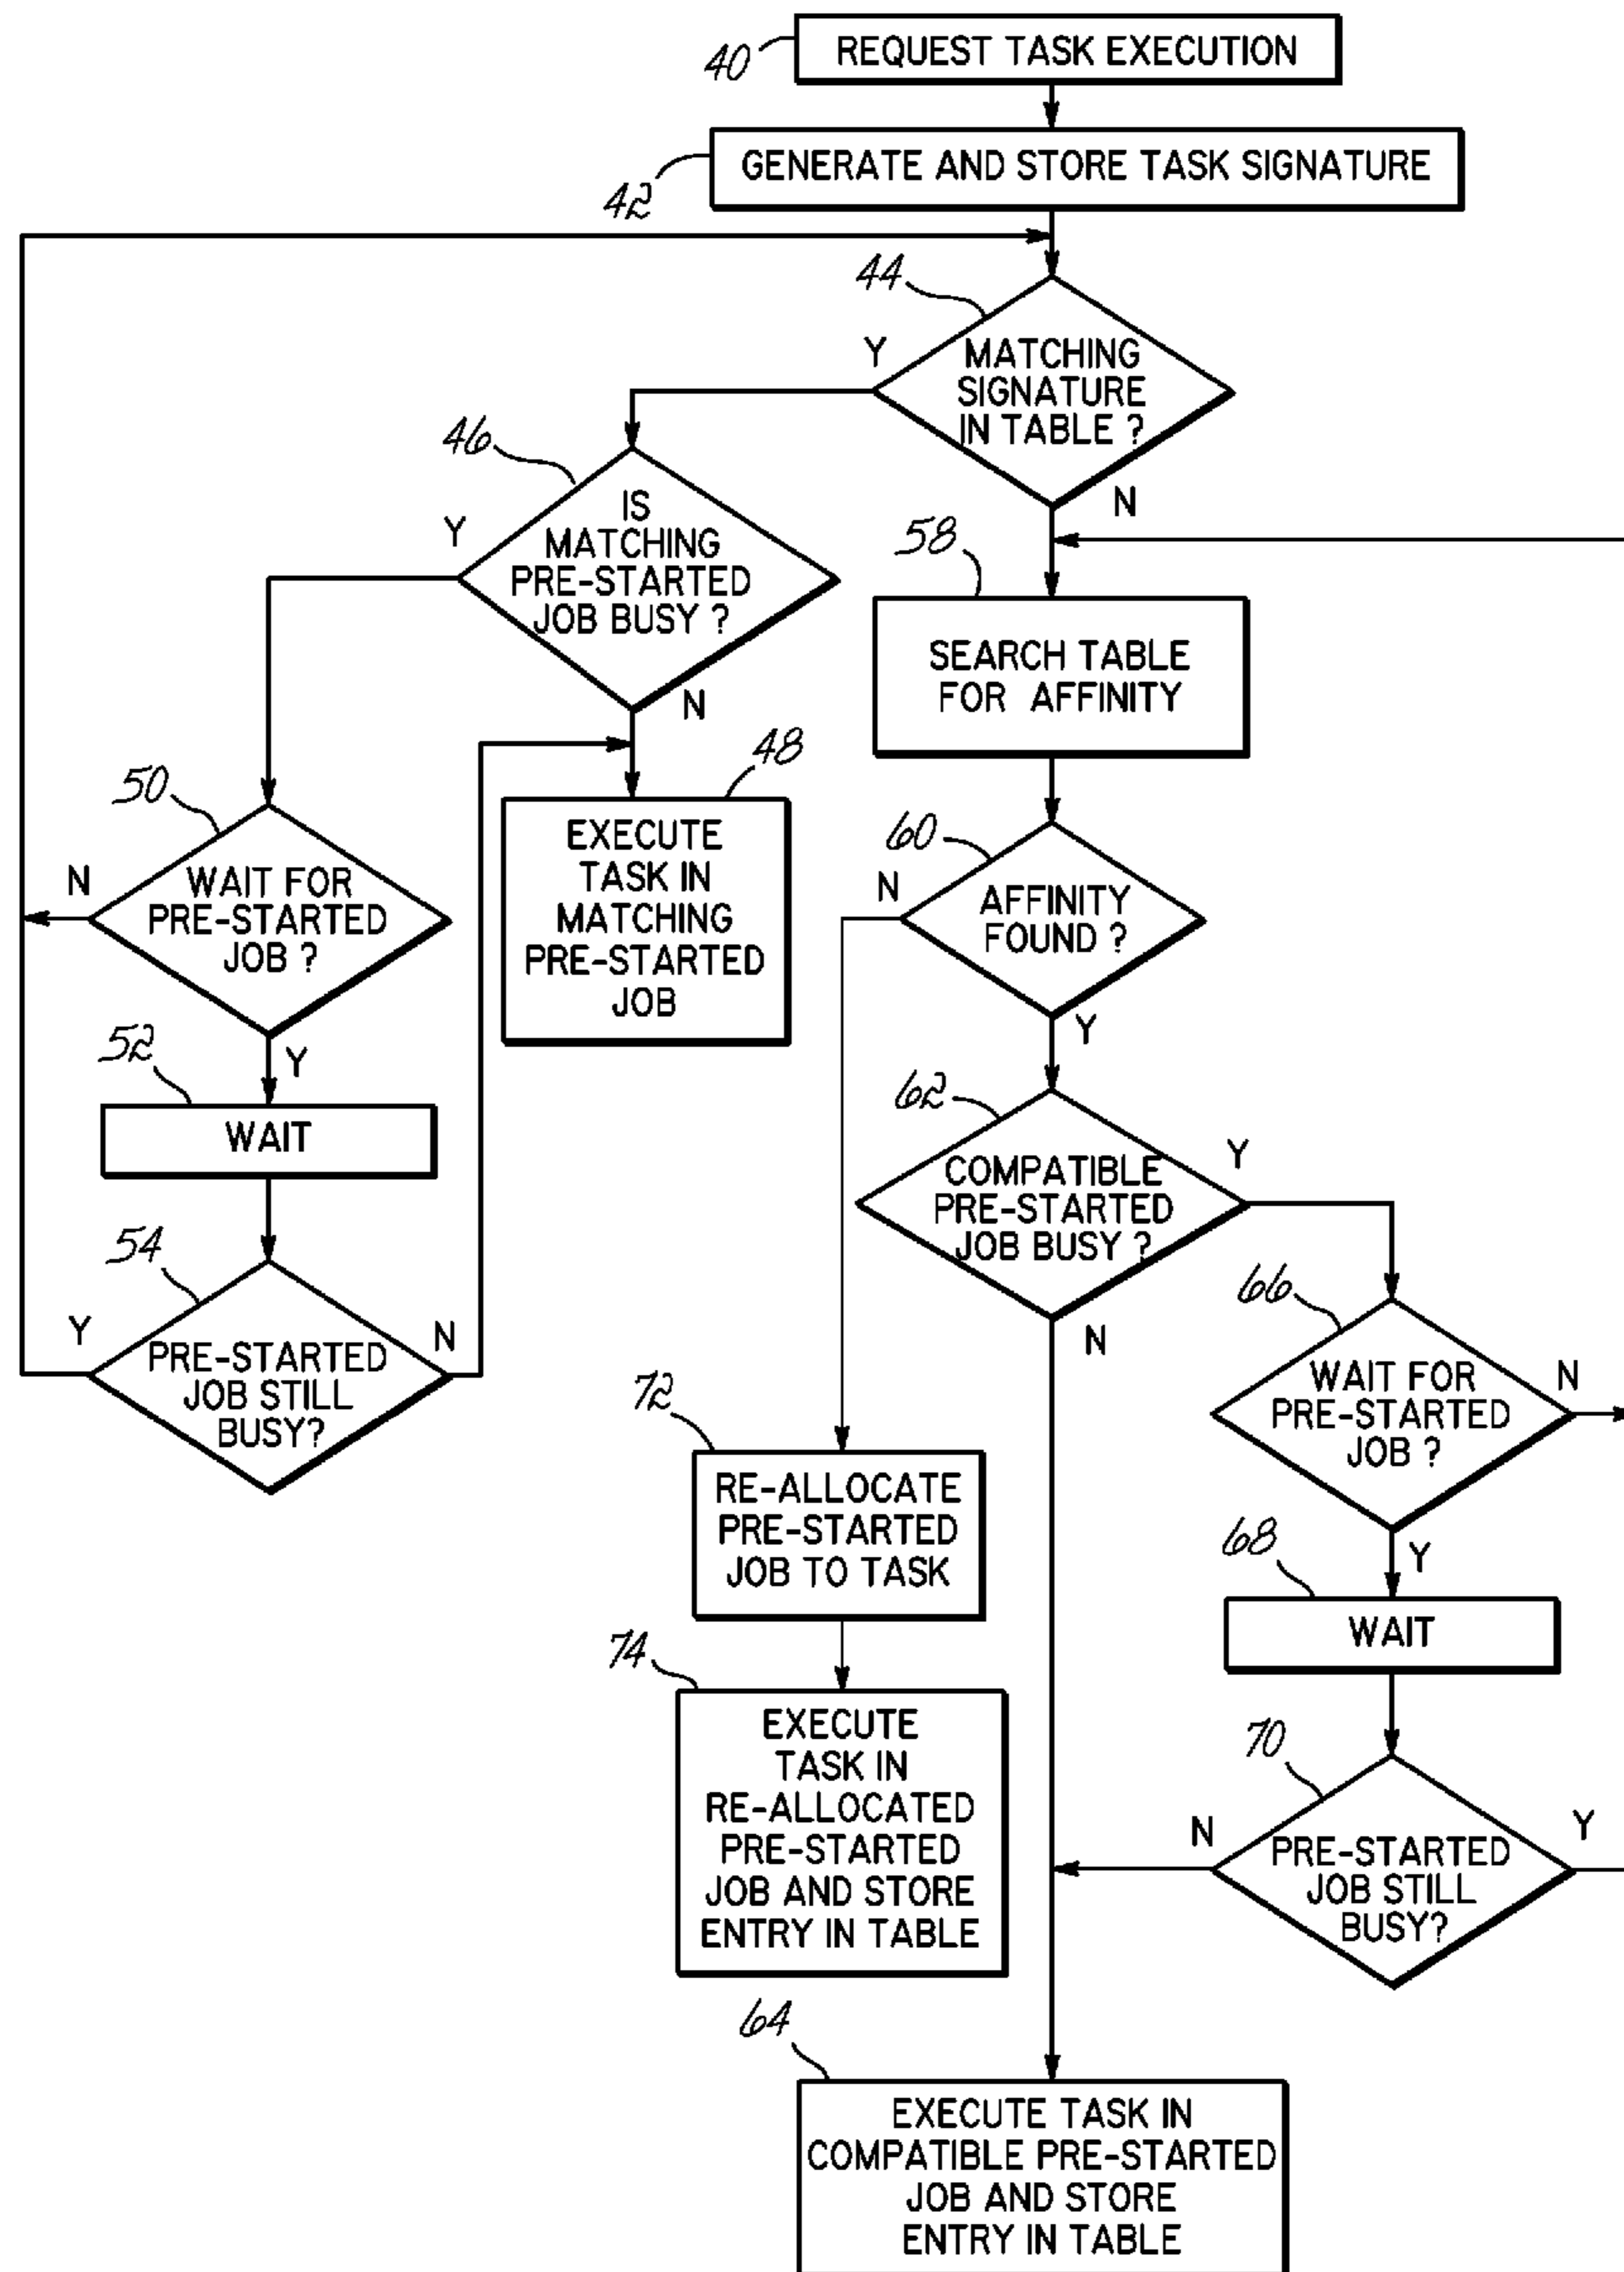 40
REQUEST TASK EXECUTION
GENERATE AND STORE TASK SIGNATURE
42
44
Y
MATCHING
SIGNATURE
IN TABLE ?
N
46
Y
IS
MATCHING
PRE-STARTED
JOB BUSY ?
N
58
SEARCH TABLE
FOR AFFINITY
48
EXECUTE
TASK IN
MATCHING
PRE-STARTED
JOB
50
N
WAIT FOR
PRE-STARTED
JOB ?
Y
60
N
AFFINITY
FOUND ?
Y
52
WAIT
62
COMPATIBLE
PRE-STARTED
JOB BUSY ?
Y
N
54
Y
PRE-STARTED
JOB STILL
BUSY?
N
66
WAIT FOR
PRE-STARTED
JOB ?
N
Y
72
RE-ALLOCATE
PRE-STARTED
JOB TO TASK
68
WAIT
74
EXECUTE
TASK IN
RE-ALLOCATED
PRE-STARTED
JOB AND STORE
ENTRY IN TABLE
70
N
PRE-STARTED
JOB STILL
BUSY?
Y
64
EXECUTE TASK IN
COMPATIBLE PRE-STARTED
JOB AND STORE
ENTRY IN TABLE